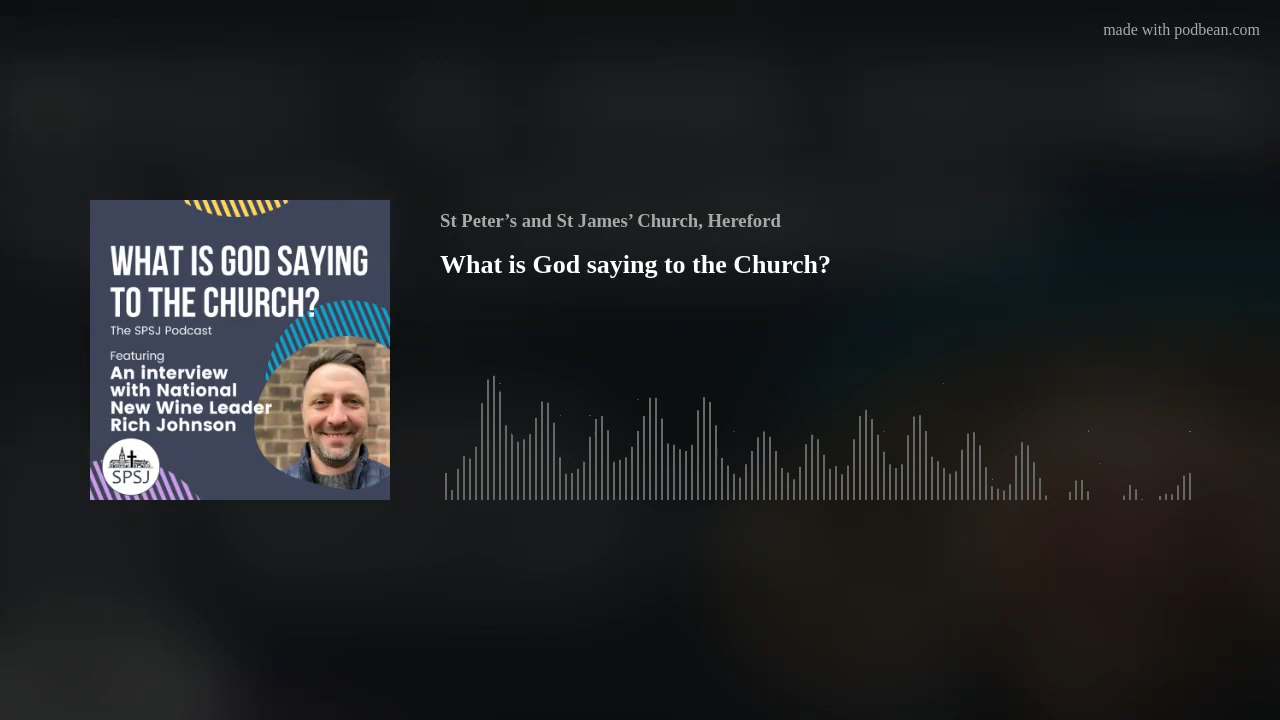 made with podbean.com
WHAT IS GOD SAYING
TO THE CHURCH?
The SPSJ Podcast
Featuring
An interview
with National
New Wine Leader
Rich Johnson
SPSJ
St Peter’s and St James’ Church, Hereford
What is God saying to the Church?